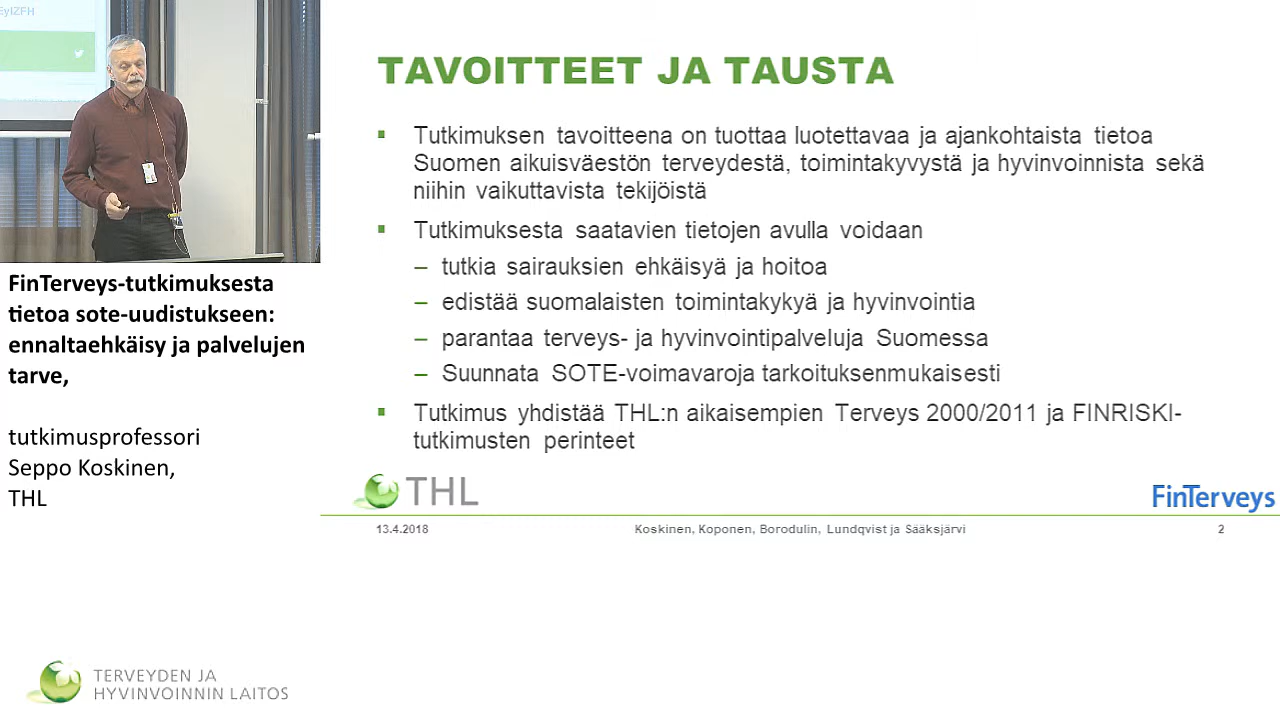 EyIZFH
FinTerveys-tutkimuksesta
tietoa sote-uudistukseen:
ennaltaehkäisy ja palvelujen
tarve,
tutkimusprofessori
Seppo Koskinen,
THL
TAVOITTEET JA TAUSTA
▪ Tutkimuksen tavoitteena on tuottaa luotettavaa ja ajankohtaista tietoa
Suomen aikuisväestön terveydestä, toimintakyvystä ja hyvinvoinnista sekä
niihin vaikuttavista tekijöistä
▪ Tutkimuksesta saatavien tietojen avulla voidaan
– tutkia sairauksien ehkäisyä ja hoitoa
– edistää suomalaisten toimintakykyä ja hyvinvointia
– parantaa terveys- ja hyvinvointipalveluja Suomessa
– Suunnata SOTE-voimavaroja tarkoituksenmukaisesti
▪ Tutkimus yhdistää THL:n aikaisempien Terveys 2000/2011 ja FINRISKI-
tutkimusten perinteet
THL
FinTerveys
13.4.2018 Koskinen, Koponen, Borodulin, Lundqvist ja Sääksjärvi 2
TERVEYDEN JA
HYVINVOINNIN LAITOS